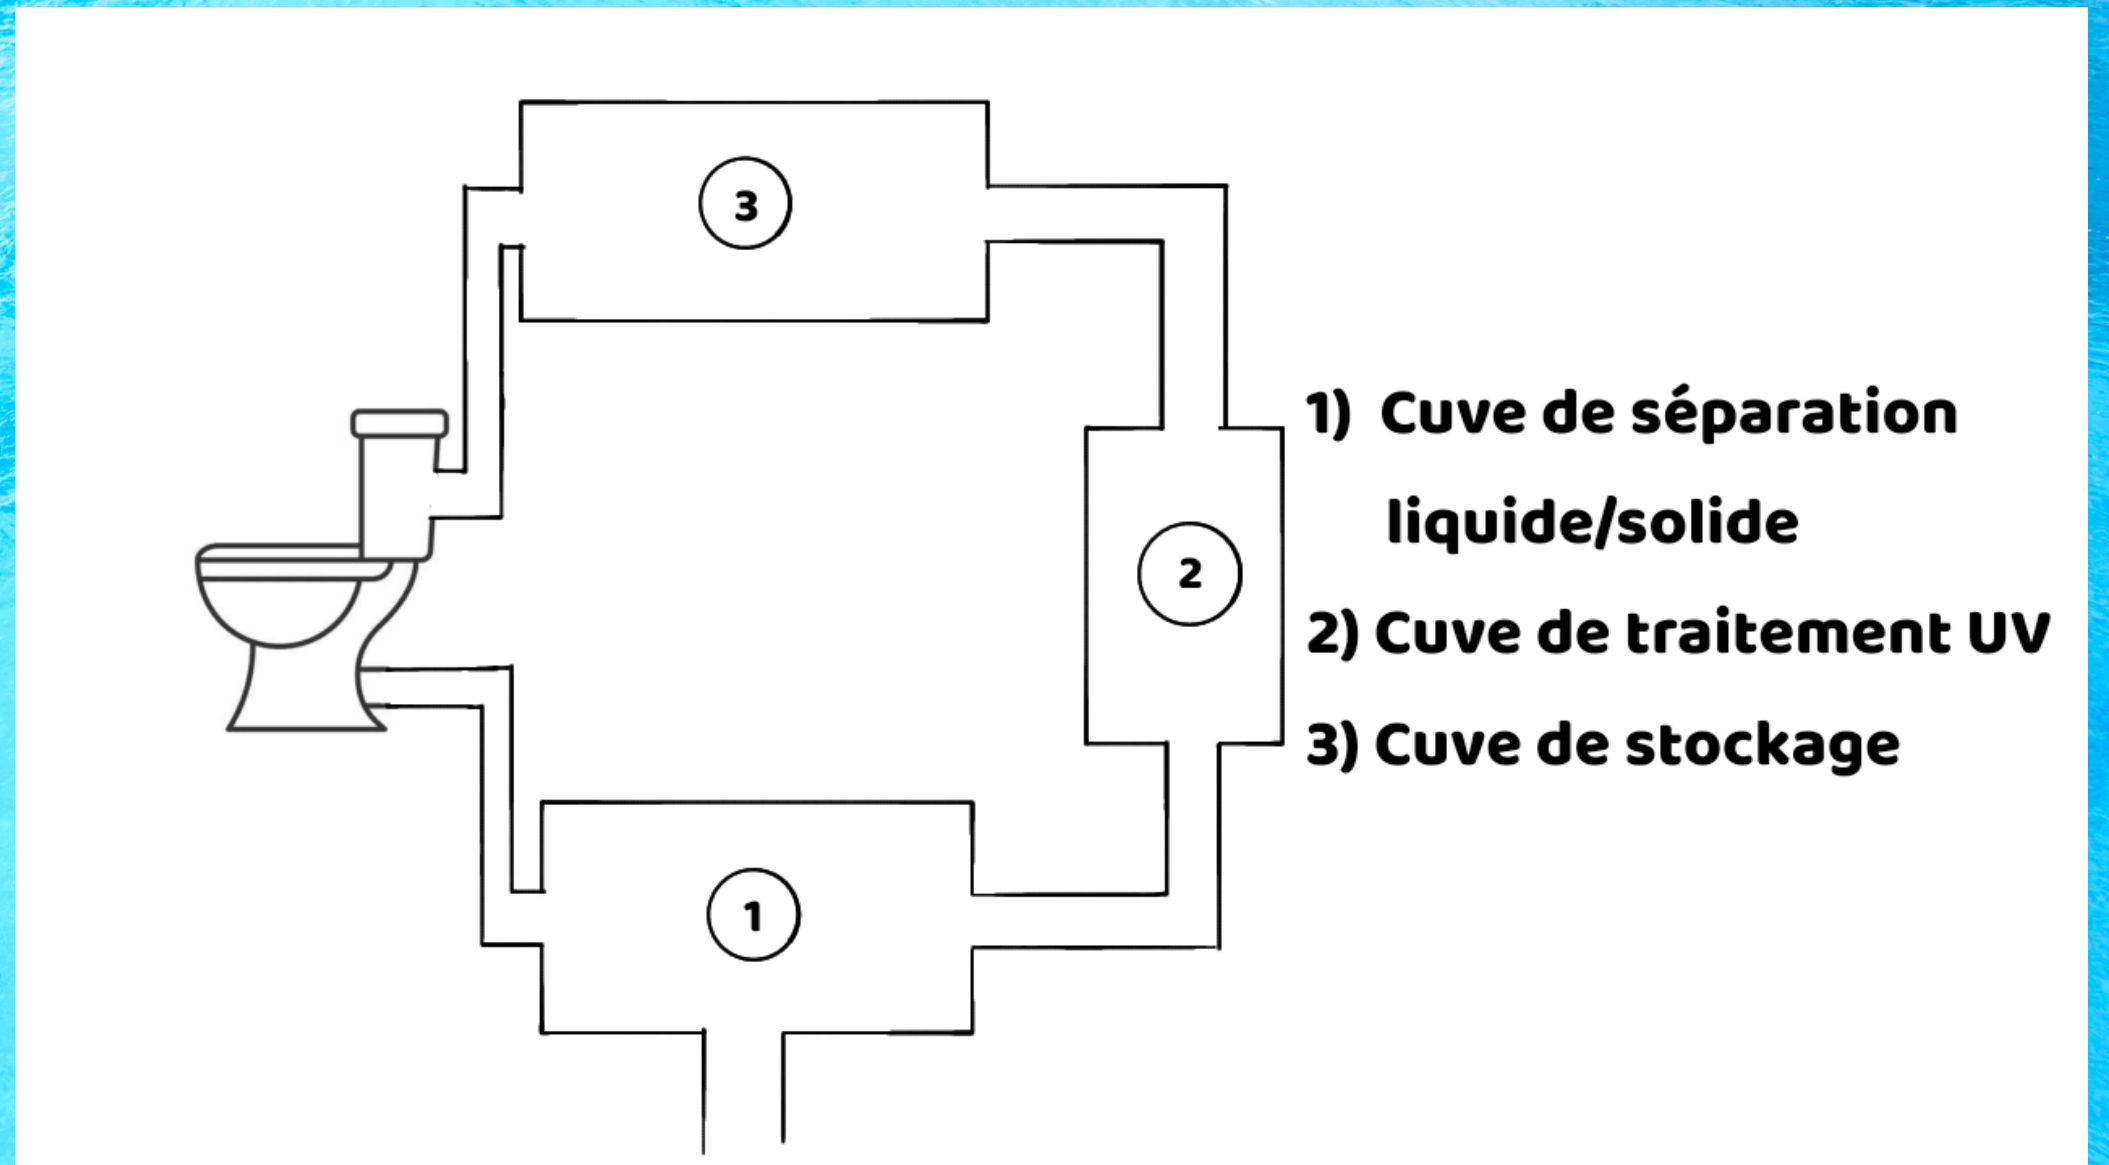 3
1) Cuve de séparation
liquide/solide
2
2) Cuve de traitement UV
3) Cuve de stockage
1